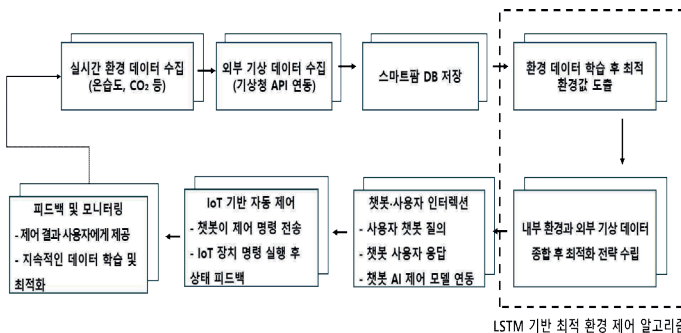 실시간 환경 데이터 수집
(온습도, CO₂ 등)
외부 기상 데이터 수집
(기상청 API 연동)
스마트팜 DB 저장
환경 데이터 학습 후 최적
환경값 도출
내부 환경과 외부 기상 데이터
종합 후 최적화 전략 수립
챗봇·사용자 인터렉션
- 사용자 챗봇 질의
- 챗봇 사용자 응답
- 챗봇 AI 제어 모델 연동
IoT 기반 자동 제어
- 챗봇이 제어 명령 전송
- IoT 장치 명령 실행 후
상태 피드백
피드백 및 모니터링
- 제어 결과 사용자에게 제공
- 지속적인 데이터 학습 및
최적화
LSTM 기반 최적 환경 제어 알고리즘